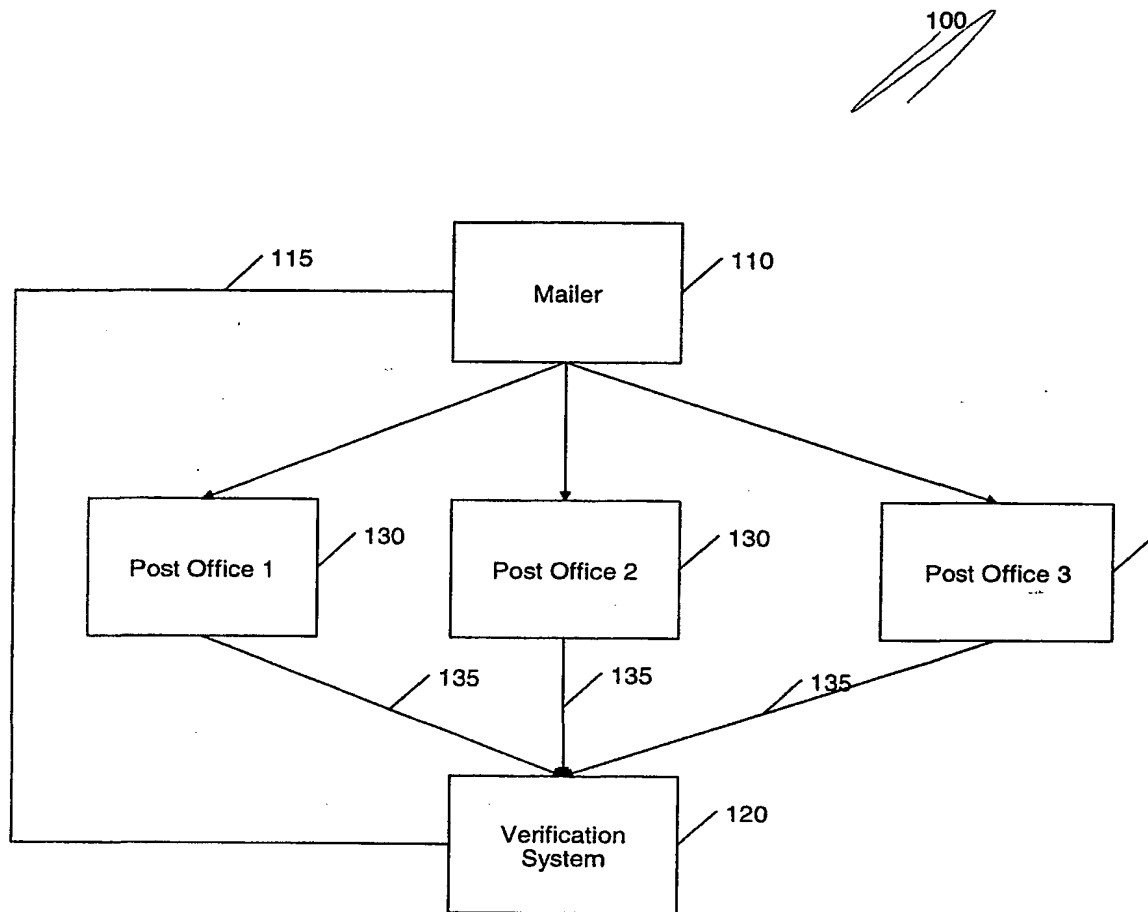 100
115
110
Mailer
Post Office 1
130
Post Office 2
130
Post Office 3
135
135
135
Verification
System
120